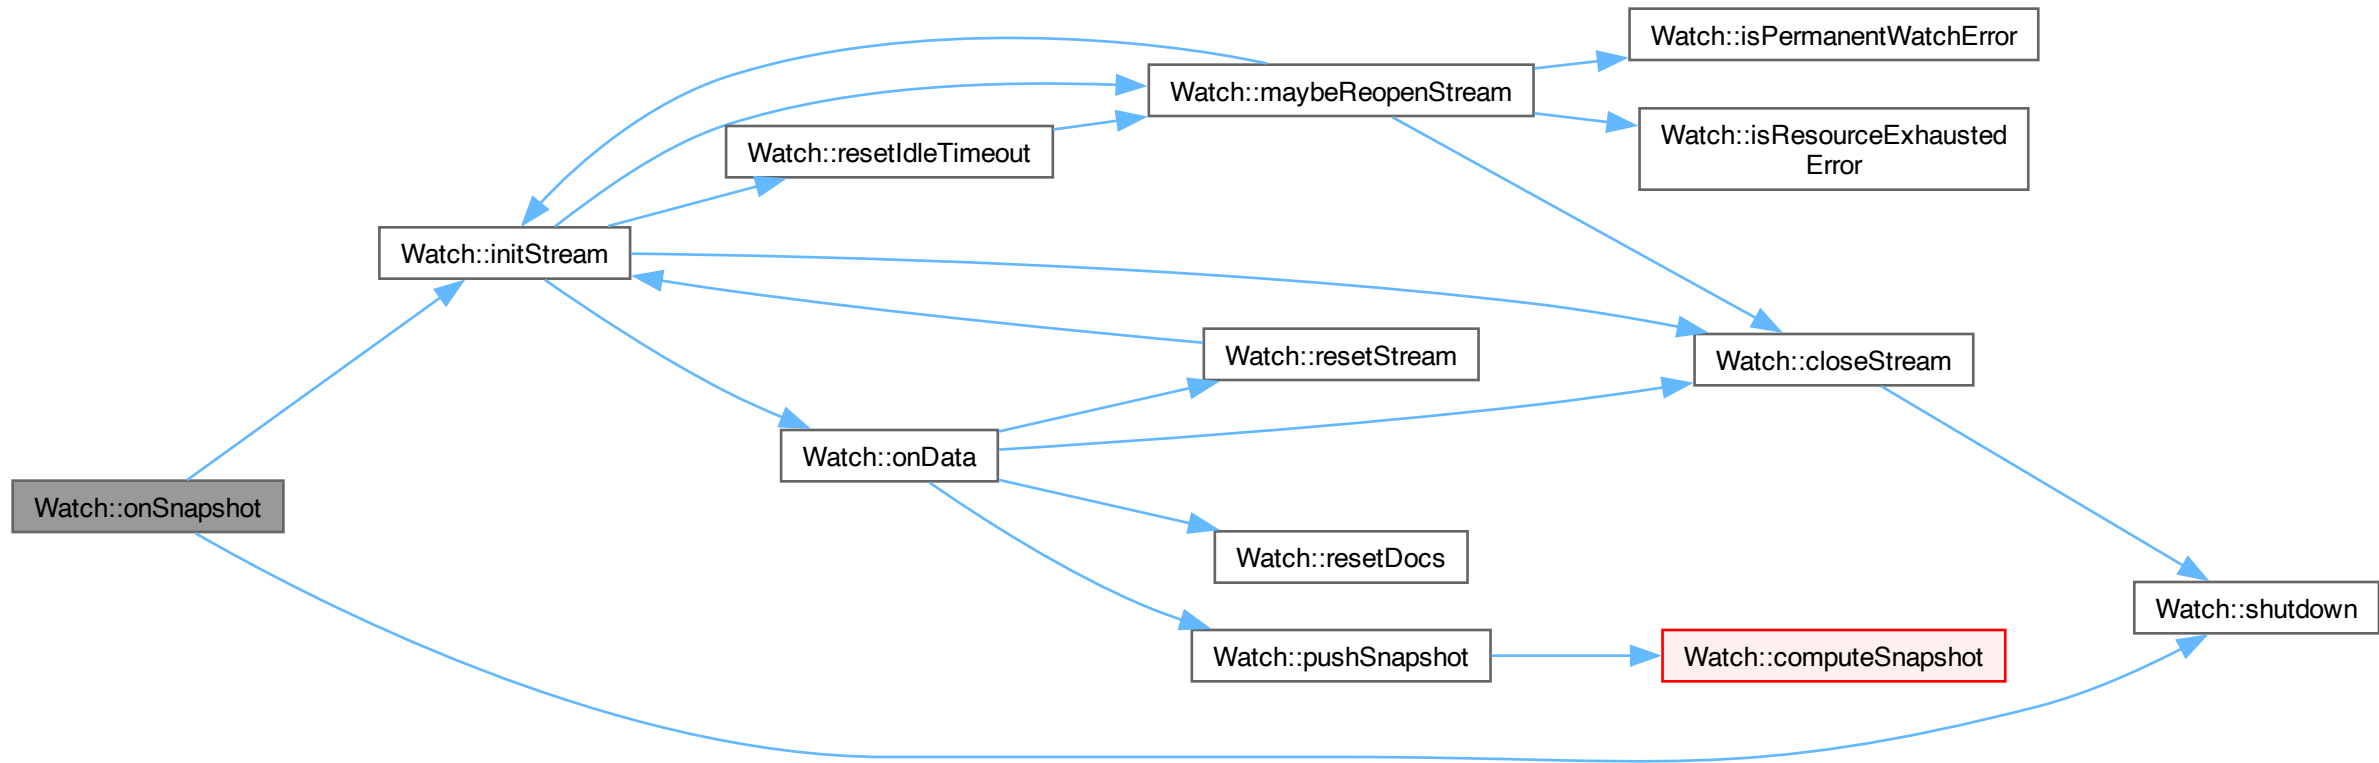 Watch::isPermanentWatchError
Watch::maybeReopenStream
Watch::isResourceExhausted
Error
Watch::resetIdleTimeout
Watch::initStream
Watch::resetStream
Watch::closeStream
Watch::onData
Watch::onSnapshot
Watch::resetDocs
Watch::shutdown
Watch::pushSnapshot
Watch::computeSnapshot